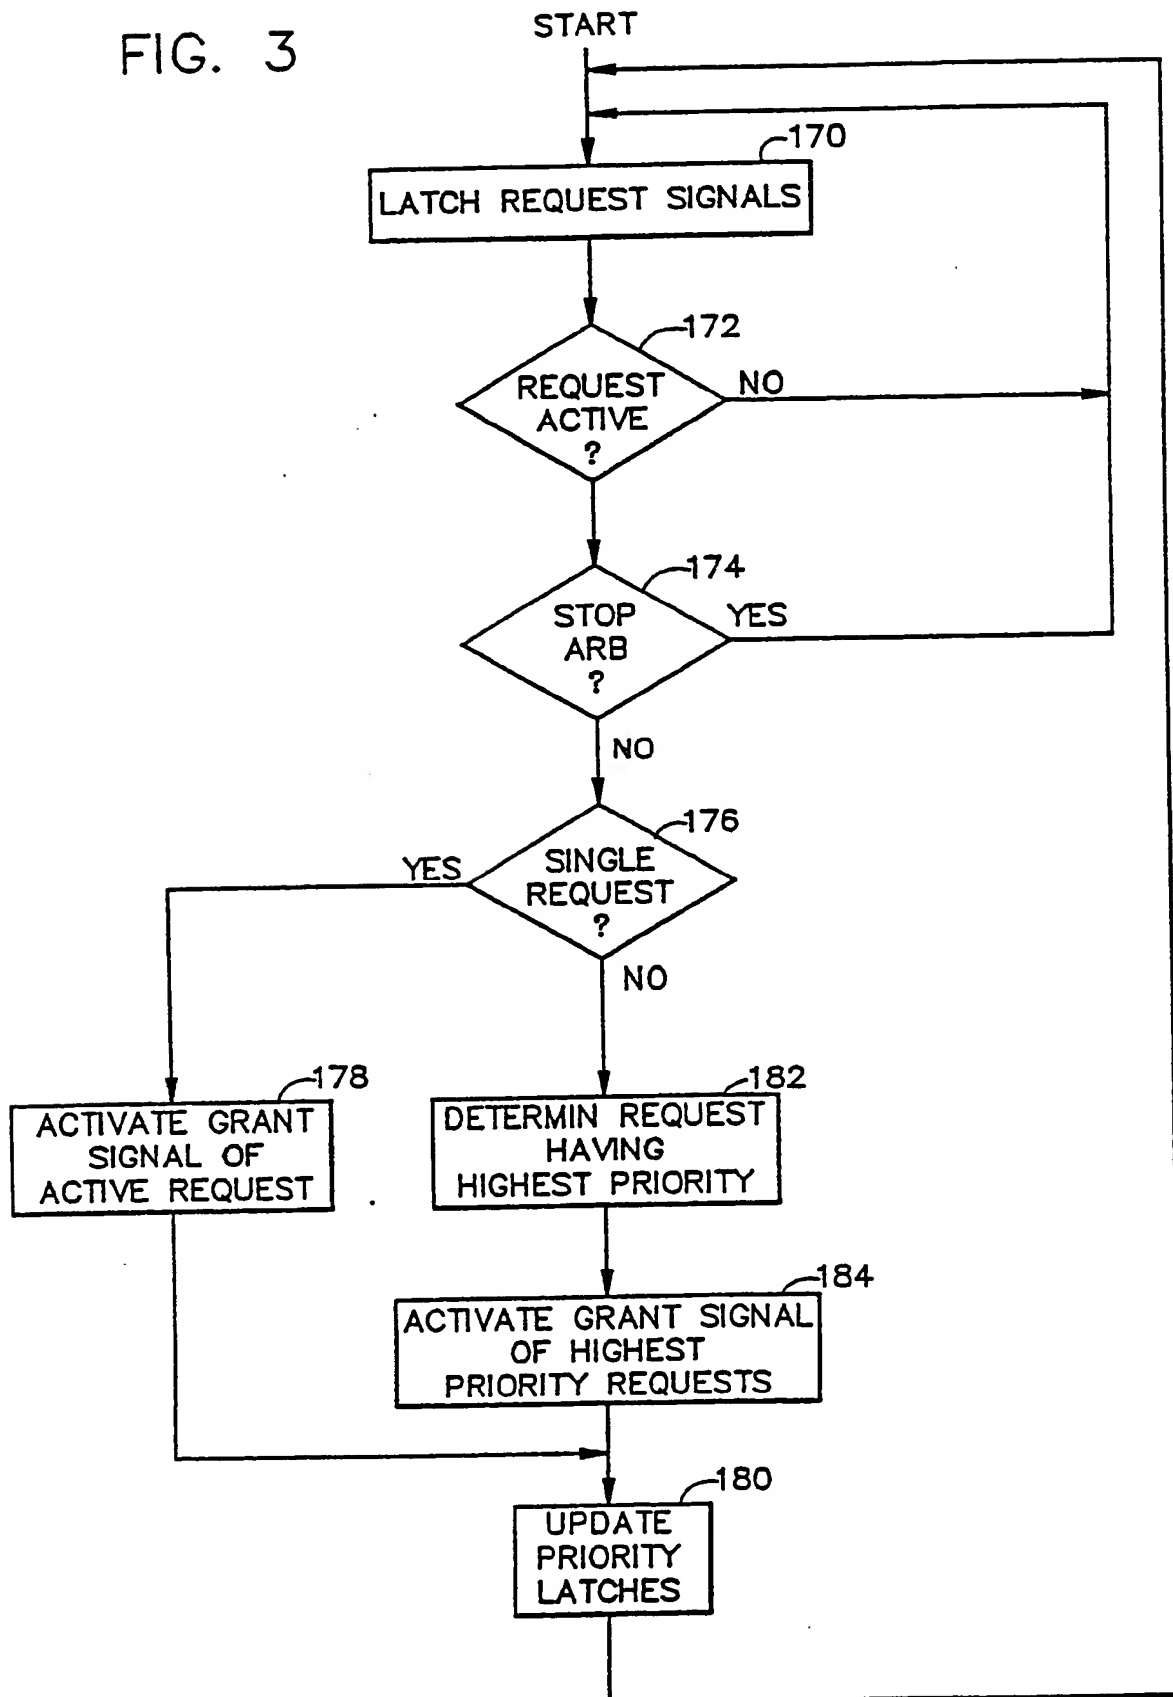 FIG. 3
START
170
LATCH REQUEST SIGNALS
172
REQUEST
ACTIVE
?
NO
174
STOP
ARB
?
YES
NO
176
SINGLE
REQUEST
?
YES
NO
178
ACTIVATE GRANT
SIGNAL OF
ACTIVE REQUEST
182
DETERMIN REQUEST
HAVING
HIGHEST PRIORITY
184
ACTIVATE GRANT SIGNAL
OF HIGHEST
PRIORITY REQUESTS
180
UPDATE
PRIORITY
LATCHES